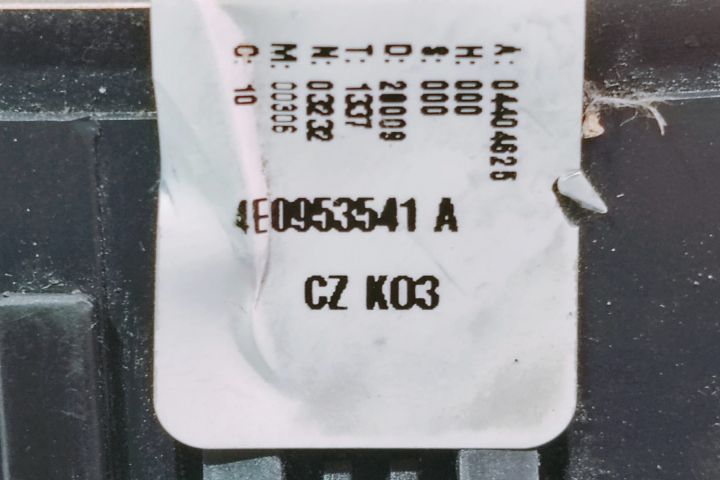 A: 04404625
H: 000
S: 000
D: 20009
T: 1337
N: 03232
M: 00306
C: 10
4E0953541 A
CZ K03